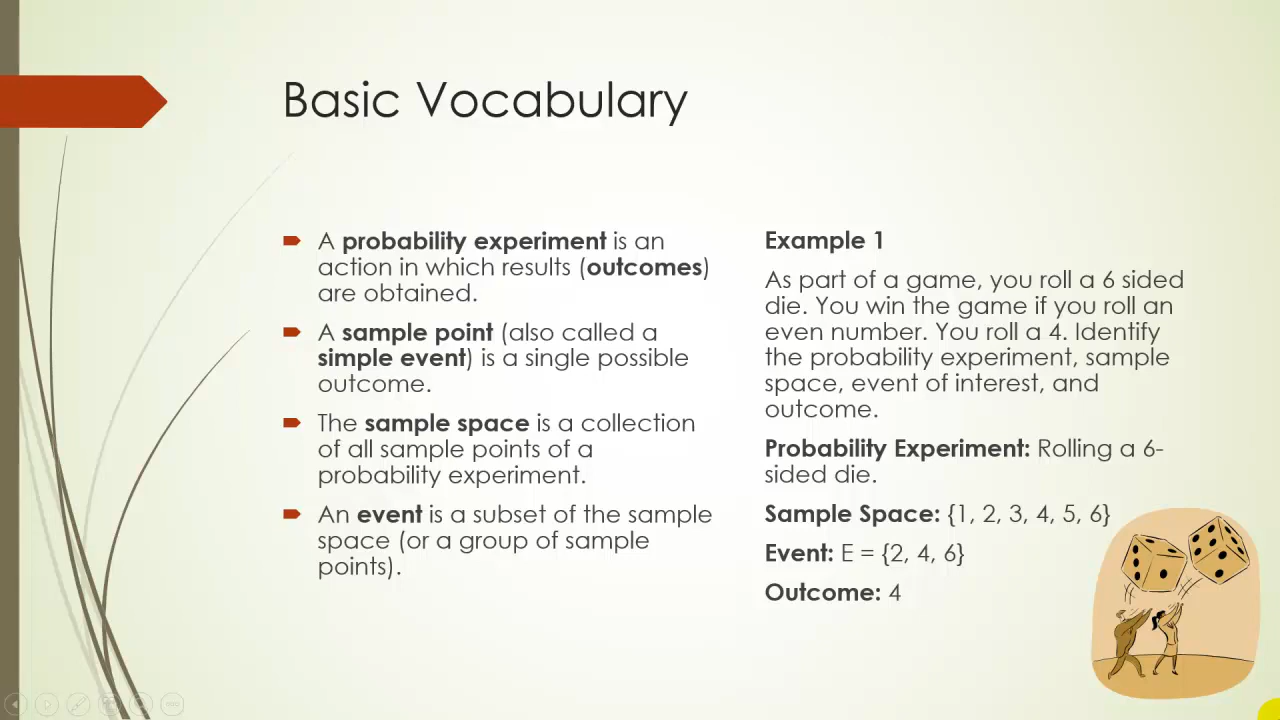 Basic Vocabulary
A probability experiment is an
action in which results (outcomes)
are obtained.
A sample point (also called a
simple event) is a single possible
outcome.
The sample space is a collection
of all sample points of a
probability experiment.
An event is a subset of the sample
space (or a group of sample
points).
Example 1
As part of a game, you roll a 6 sided
die. You win the game if you roll an
even number. You roll a 4. Identify
the probability experiment, sample
space, event of interest, and
outcome.
Probability Experiment: Rolling a 6-
sided die.
Sample Space: {1, 2, 3, 4, 5, 6}
Event: E = {2, 4, 6}
Outcome: 4